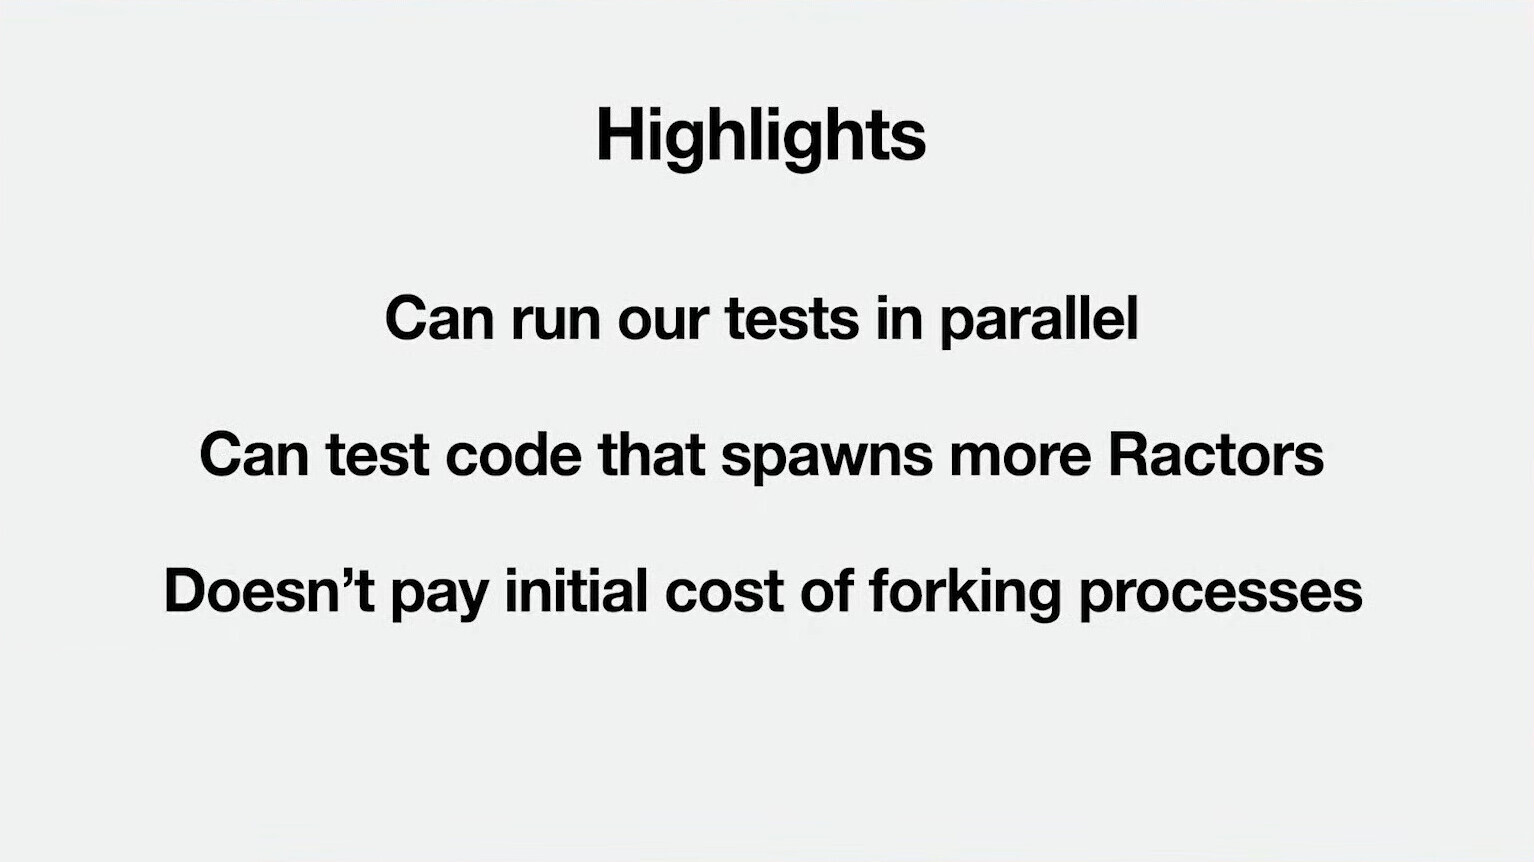 Highlights
Can run our tests in parallel
Can test code that spawns more Ractors
Doesn’t pay initial cost of forking processes